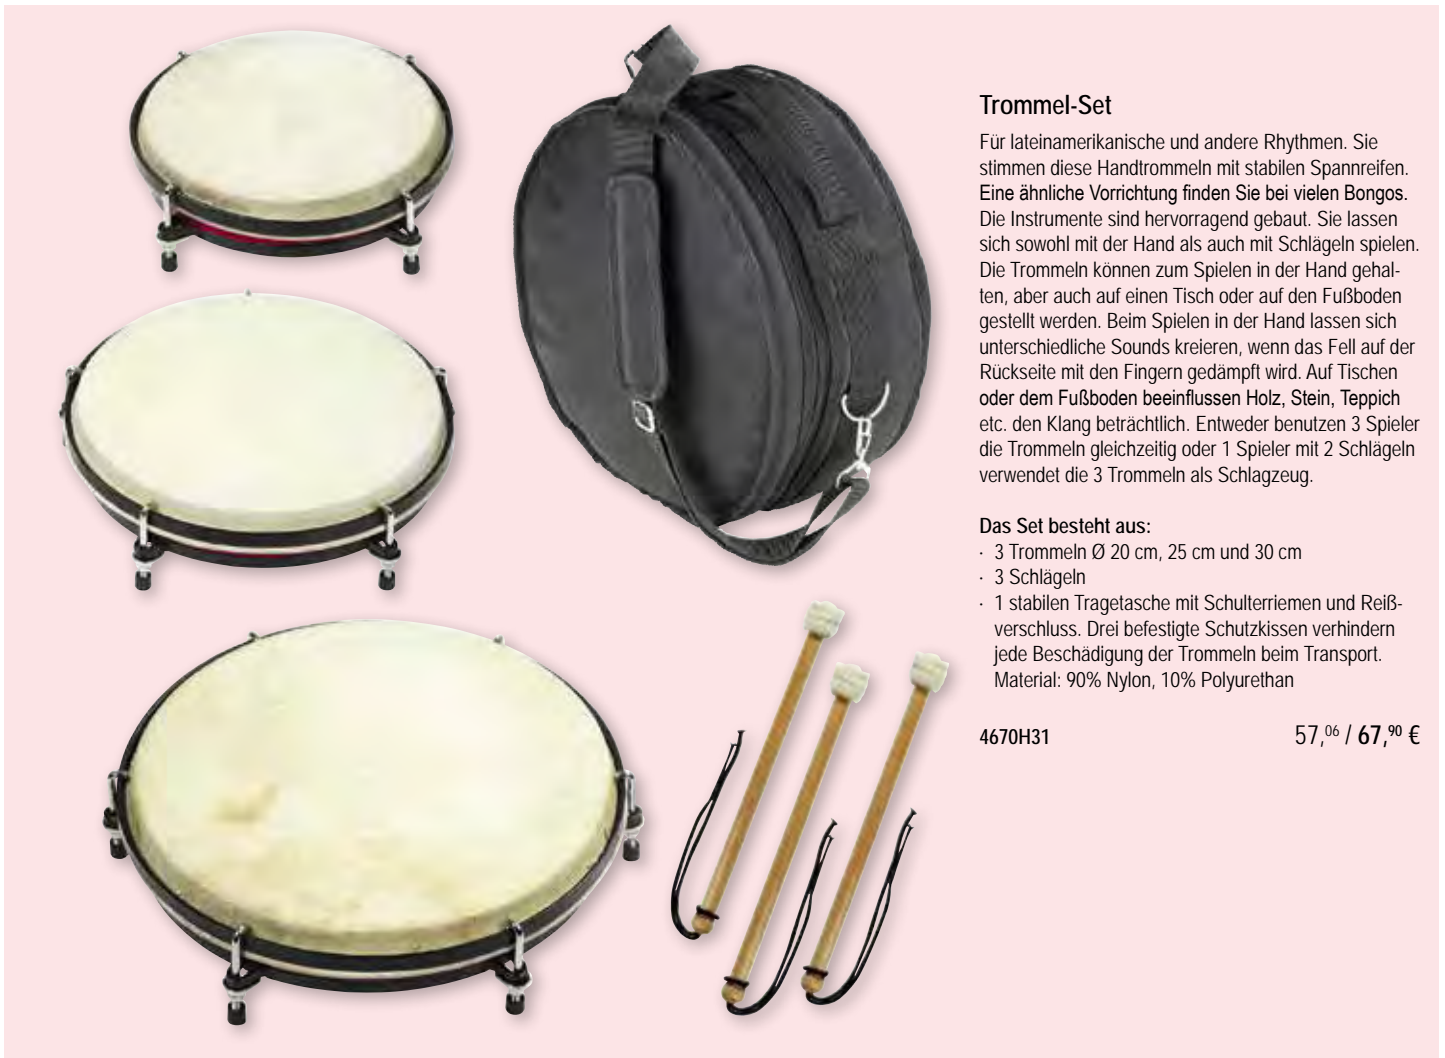 Trommel-Set
Für lateinamerikanische und andere Rhythmen. Sie
stimmen diese Handtrommeln mit stabilen Spannreifen.
Eine ähnliche Vorrichtung finden Sie bei vielen Bongos.
Die Instrumente sind hervorragend gebaut. Sie lassen
sich sowohl mit der Hand als auch mit Schlägeln spielen.
Die Trommeln können zum Spielen in der Hand gehal-
ten, aber auch auf einen Tisch oder auf den Fußboden
gestellt werden. Beim Spielen in der Hand lassen sich
unterschiedliche Sounds kreieren, wenn das Fell auf der
Rückseite mit den Fingern gedämpft wird. Auf Tischen
oder dem Fußboden beeinflussen Holz, Stein, Teppich
etc. den Klang beträchtlich. Entweder benutzen 3 Spieler
die Trommeln gleichzeitig oder 1 Spieler mit 2 Schlägeln
verwendet die 3 Trommeln als Schlagzeug.
Das Set besteht aus:
· 3 Trommeln Ø 20 cm, 25 cm und 30 cm
· 3 Schlägeln
· 1 stabilen Tragetasche mit Schulterriemen und Reiß-
verschluss. Drei befestigte Schutzkissen verhindern
jede Beschädigung der Trommeln beim Transport.
Material: 90% Nylon, 10% Polyurethan
4670H31 57,06 / 67,90 €